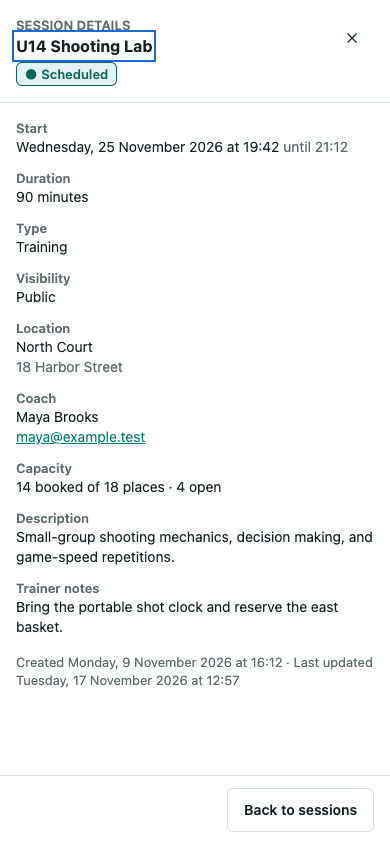 SESSION DETAILS
U14 Shooting Lab
Scheduled
Start
Wednesday, 25 November 2026 at 19:42 until 21:12
Duration
90 minutes
Type
Training
Visibility
Public
Location
North Court
18 Harbor Street
Coach
Maya Brooks
maya@example.test
Capacity
14 booked of 18 places · 4 open
Description
Small-group shooting mechanics, decision making, and
game-speed repetitions.
Trainer notes
Bring the portable shot clock and reserve the east
basket.
Created Monday, 9 November 2026 at 16:12 · Last updated
Tuesday, 17 November 2026 at 12:57
Back to sessions